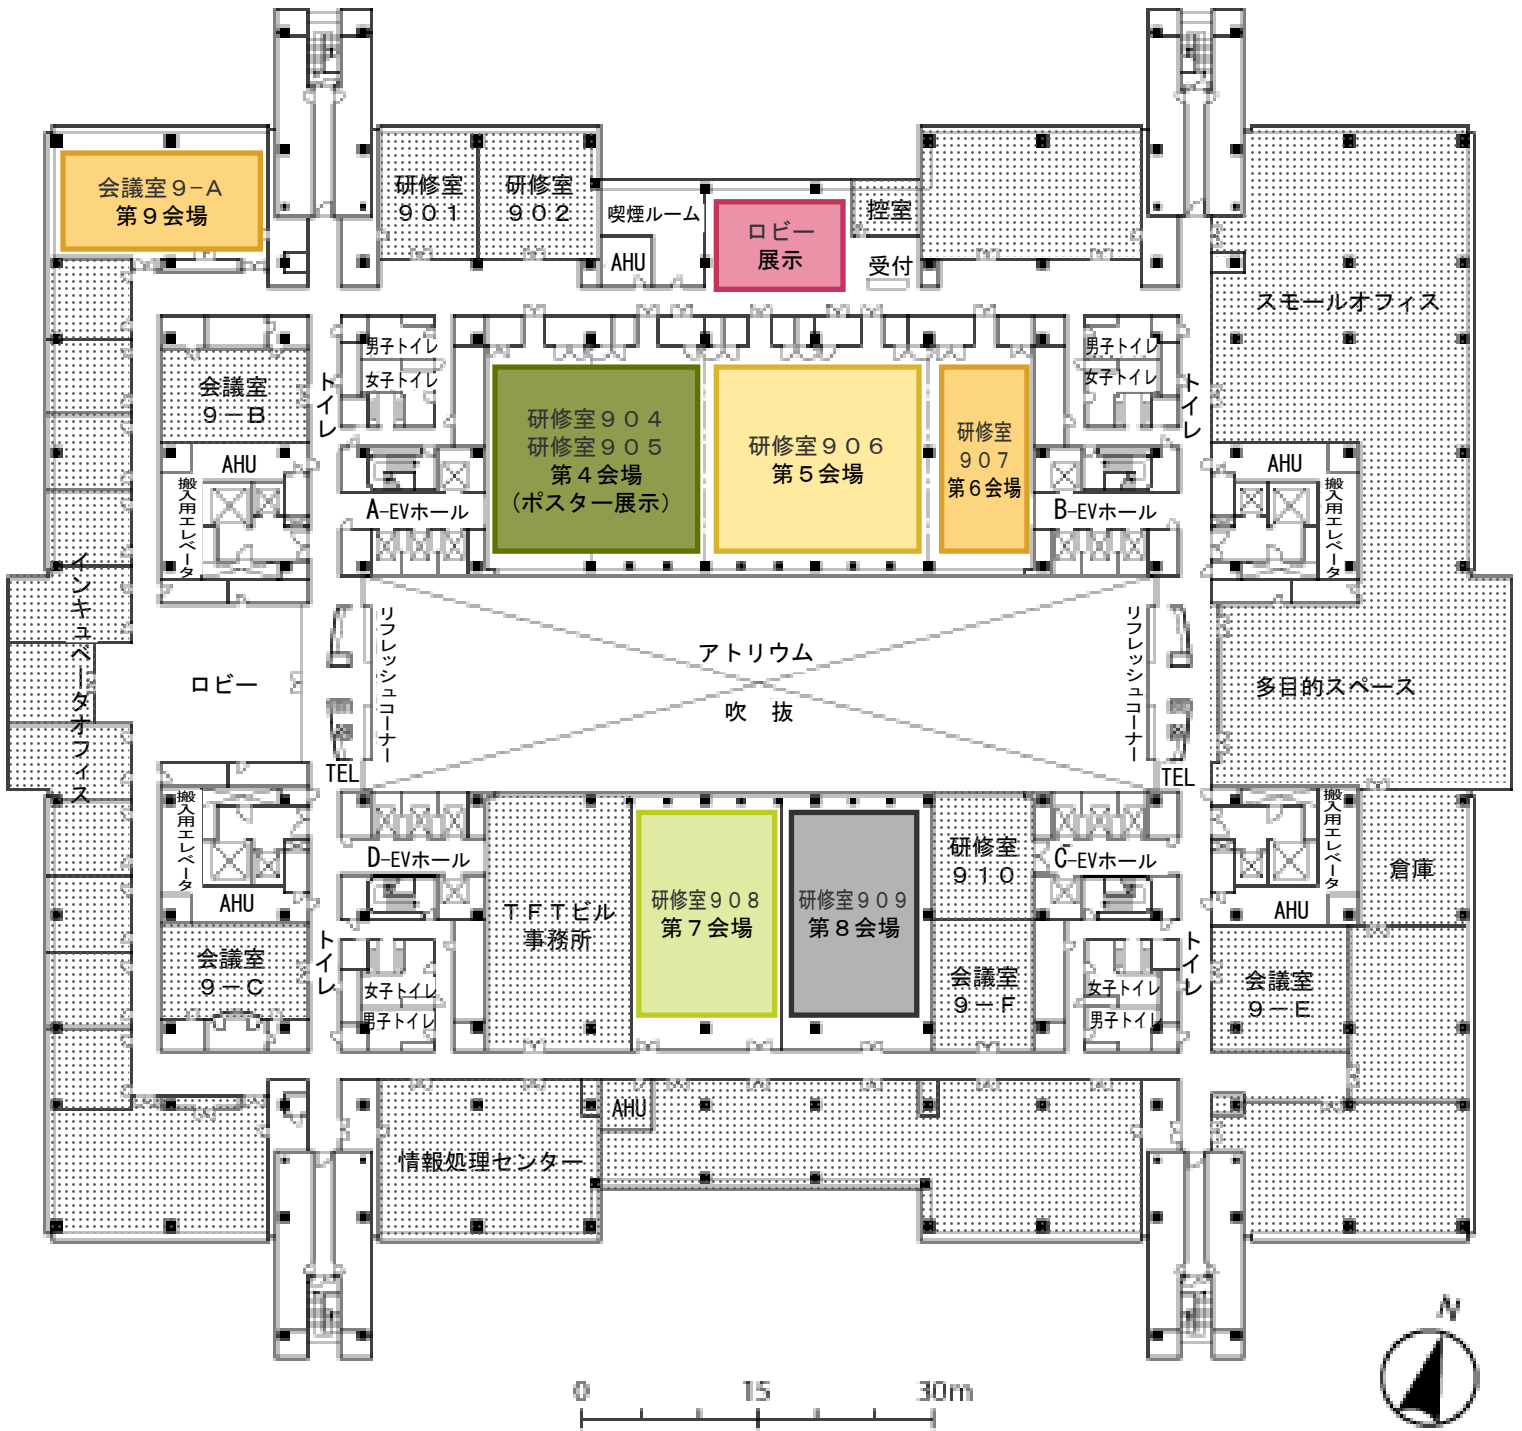 会議室９-Ａ
第９会場
研修室
９０１
研修室
９０２
喫煙ルーム
AHU
ロビー
展示
控室
受付
スモールオフィス
会議室
９－Ｂ
AHU
搬入用エレベータ
トイレ
男子トイレ
女子トイレ
A-EVホール
研修室９０４
研修室９０５
第４会場
（ポスター展示）
研修室９０６
第５会場
研修室
９０７
第６会場
男子トイレ
女子トイレ
トイレ
B-EVホール
AHU
搬入用エレベータ
インキュベータオフィス
ロビー
リフレッシュコーナー
TEL
アトリウム
吹　抜
リフレッシュコーナー
TEL
多目的スペース
搬入用エレベータ
AHU
会議室
９－Ｃ
トイレ
D-EVホール
女子トイレ
男子トイレ
ＴＦＴビル
事務所
研修室９０８
第７会場
研修室９０９
第８会場
研修室
９１０
会議室
９－Ｆ
C-EVホール
女子トイレ
男子トイレ
トイレ
搬入用エレベータ
AHU
倉庫
会議室
９－Ｅ
情報処理センター
AHU
N
0 15 30m